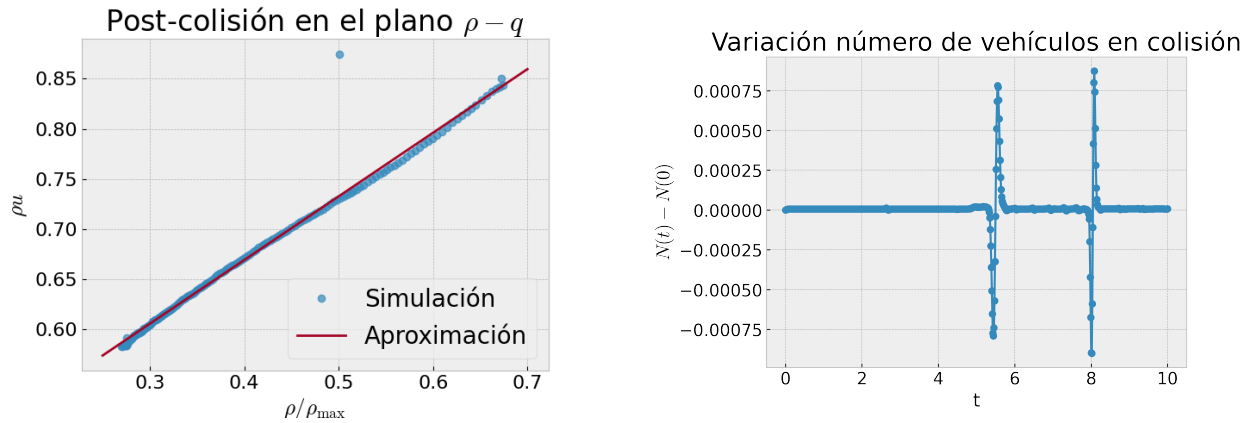 Post-colisión en el plano ρ − q
0.85
0.80
0.75
0.70
0.65
0.60
ρu
Simulación
Aproximación
0.3 0.4 0.5 0.6 0.7
ρ/ρmax
Variación número de vehículos en colisión
0.00075
0.00050
0.00025
0.00000
−0.00025
−0.00050
−0.00075
N(t) − N(0)
0 2 4 6 8 10
t